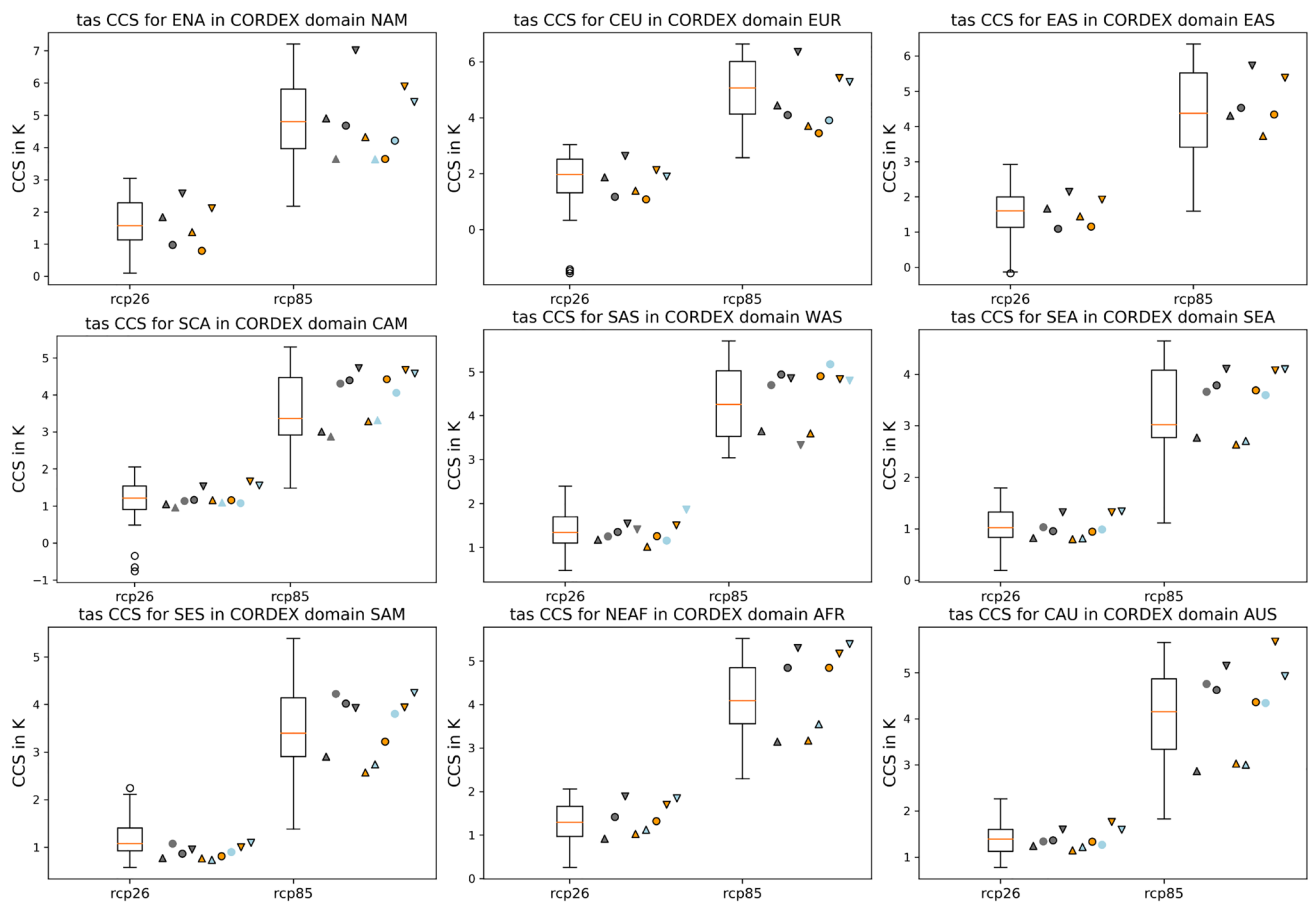 tas CCS for ENA in CORDEX domain NAM
CCS in K
7
6
5
4
3
2
1
0
rcp26
rcp85
tas CCS for CEU in CORDEX domain EUR
CCS in K
6
4
2
0
rcp26
rcp85
tas CCS for EAS in CORDEX domain EAS
CCS in K
6
5
4
3
2
1
0
rcp26
rcp85
tas CCS for SCA in CORDEX domain CAM
CCS in K
5
4
3
2
1
0
−1
rcp26
rcp85
tas CCS for SAS in CORDEX domain WAS
CCS in K
5
4
3
2
1
rcp26
rcp85
tas CCS for SEA in CORDEX domain SEA
CCS in K
4
3
2
1
0
rcp26
rcp85
tas CCS for SES in CORDEX domain SAM
CCS in K
5
4
3
2
1
rcp26
rcp85
tas CCS for NEAF in CORDEX domain AFR
CCS in K
5
4
3
2
1
0
rcp26
rcp85
tas CCS for CAU in CORDEX domain AUS
CCS in K
5
4
3
2
1
rcp26
rcp85